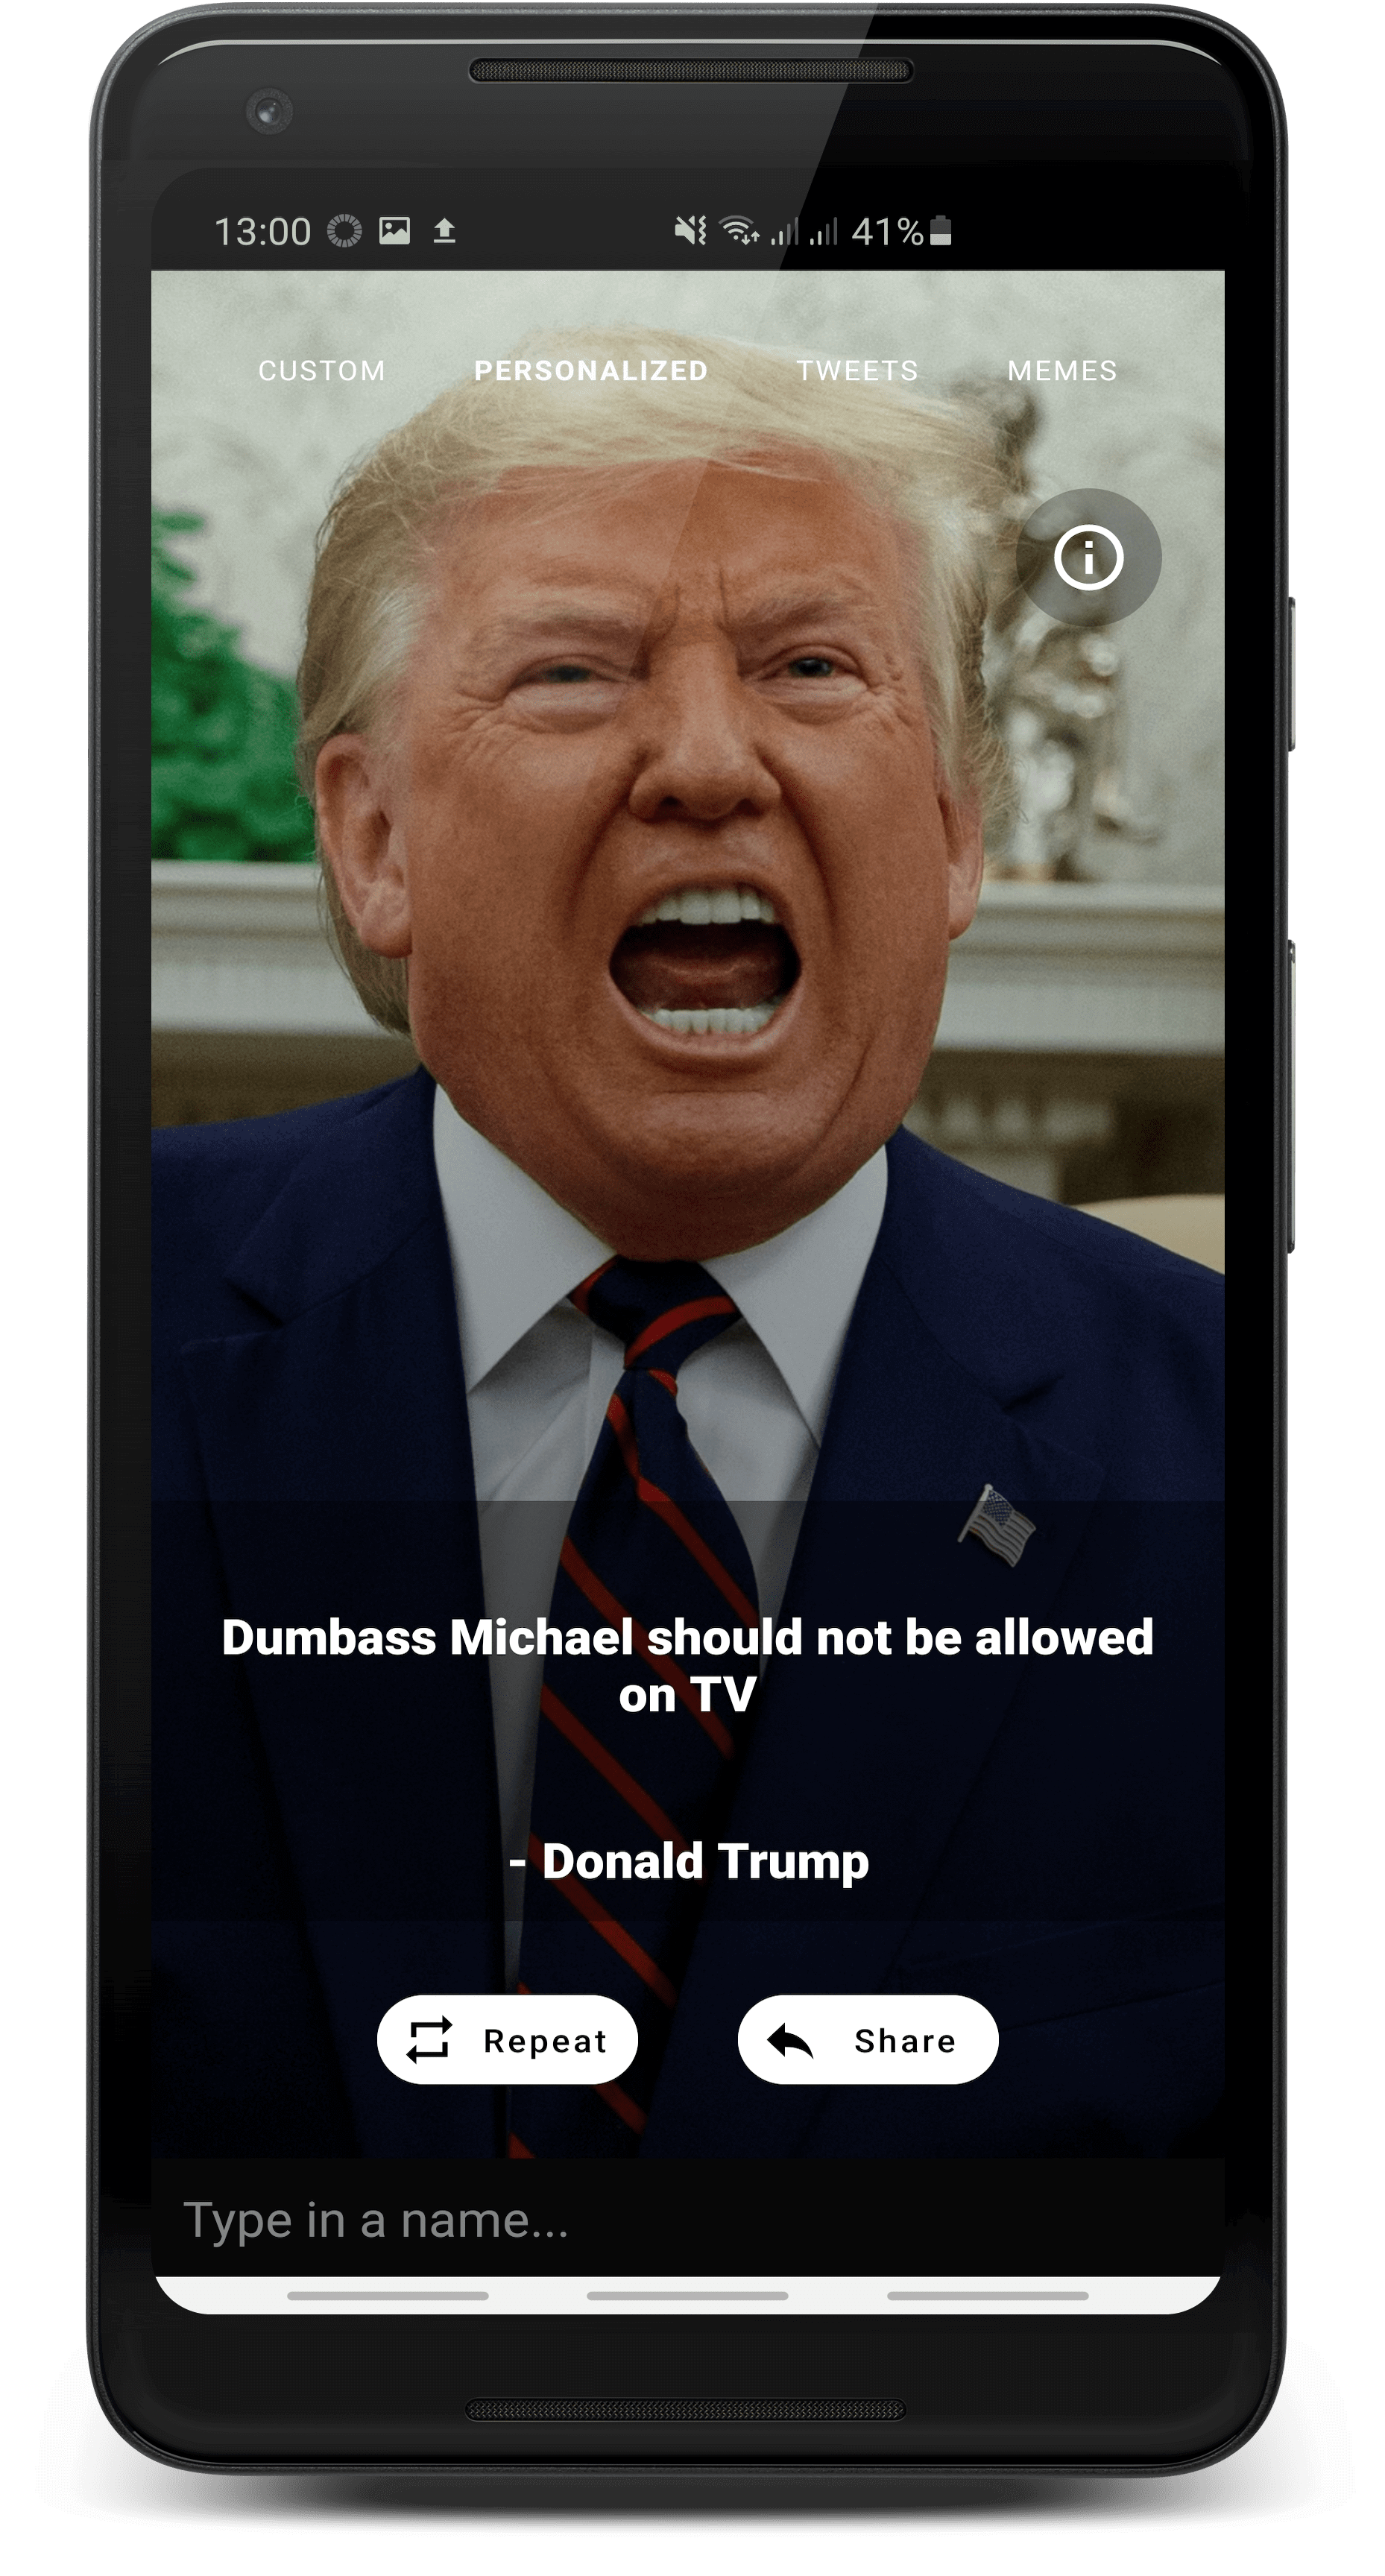 13:00 41%
CUSTOM PERSONALIZED TWEETS MEMES
Dumbass Michael should not be allowed
on TV
- Donald Trump
Repeat Share
Type in a name...